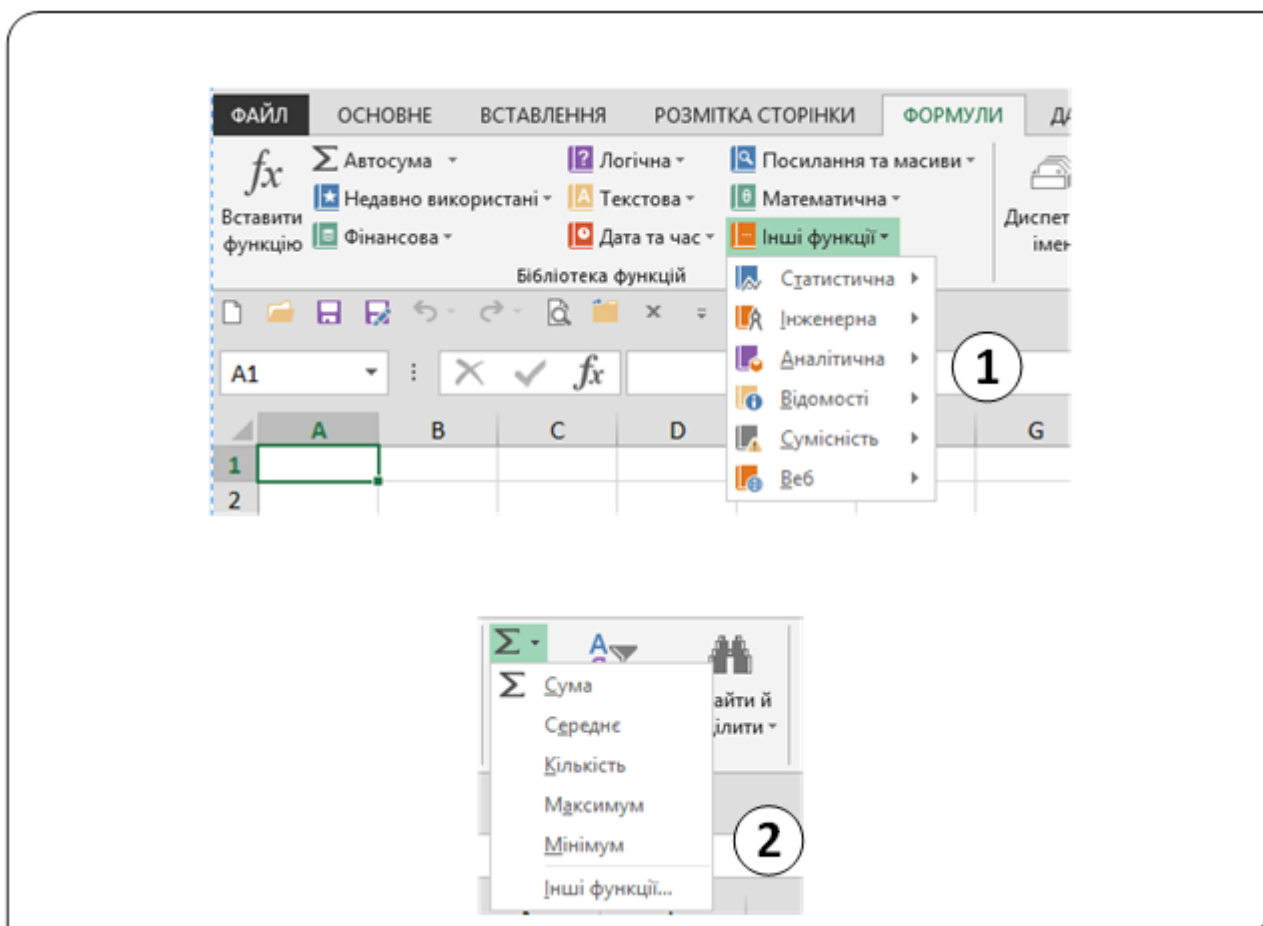 ФАЙЛ ОСНОВНЕ ВСТАВЛЕННЯ РОЗМІТКА СТОРІНКИ ФОРМУЛИ
fx Σ Автосума Логічна Посилання та масиви
Недавно використані Текстова Математична
Вставити функцію Фінансова Дата та час Інші функції
Бібліотека функцій
Статистична
Інженерна
Аналітична
Відомості
Сумісність
Веб
1
A1 fx
A B C D G
1
2
Σ
Σ Сума
Середнє
Кількість
Максимум
Мінімум
Інші функції...
2